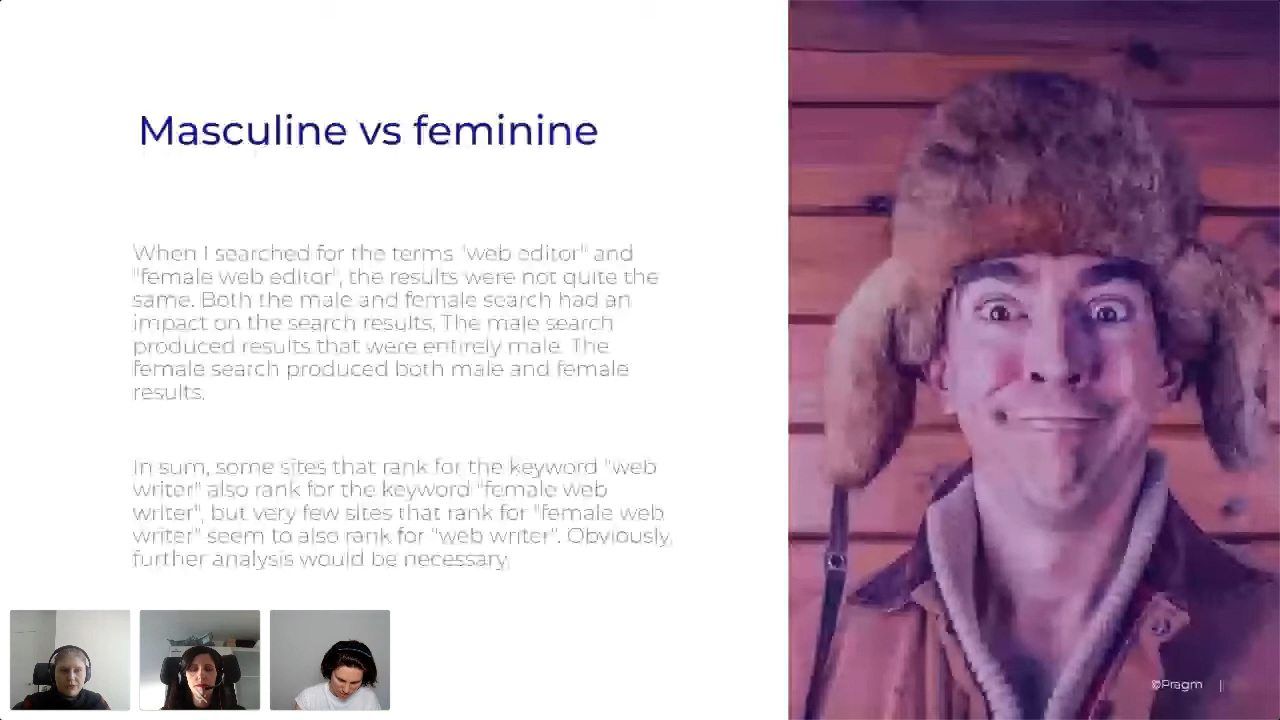 Masculine vs feminine
When I searched for the terms "web editor" and
"female web editor", the results were not quite the
same. Both the male and female search had an
impact on the search results. The male search
produced results that were entirely male. The
female search produced both male and female
results.
In sum, some sites that rank for the keyword "web
writer" also rank for the keyword "female web
writer", but very few sites that rank for "female web
writer" seem to also rank for "web writer". Obviously,
further analysis would be necessary.
©Pragm |